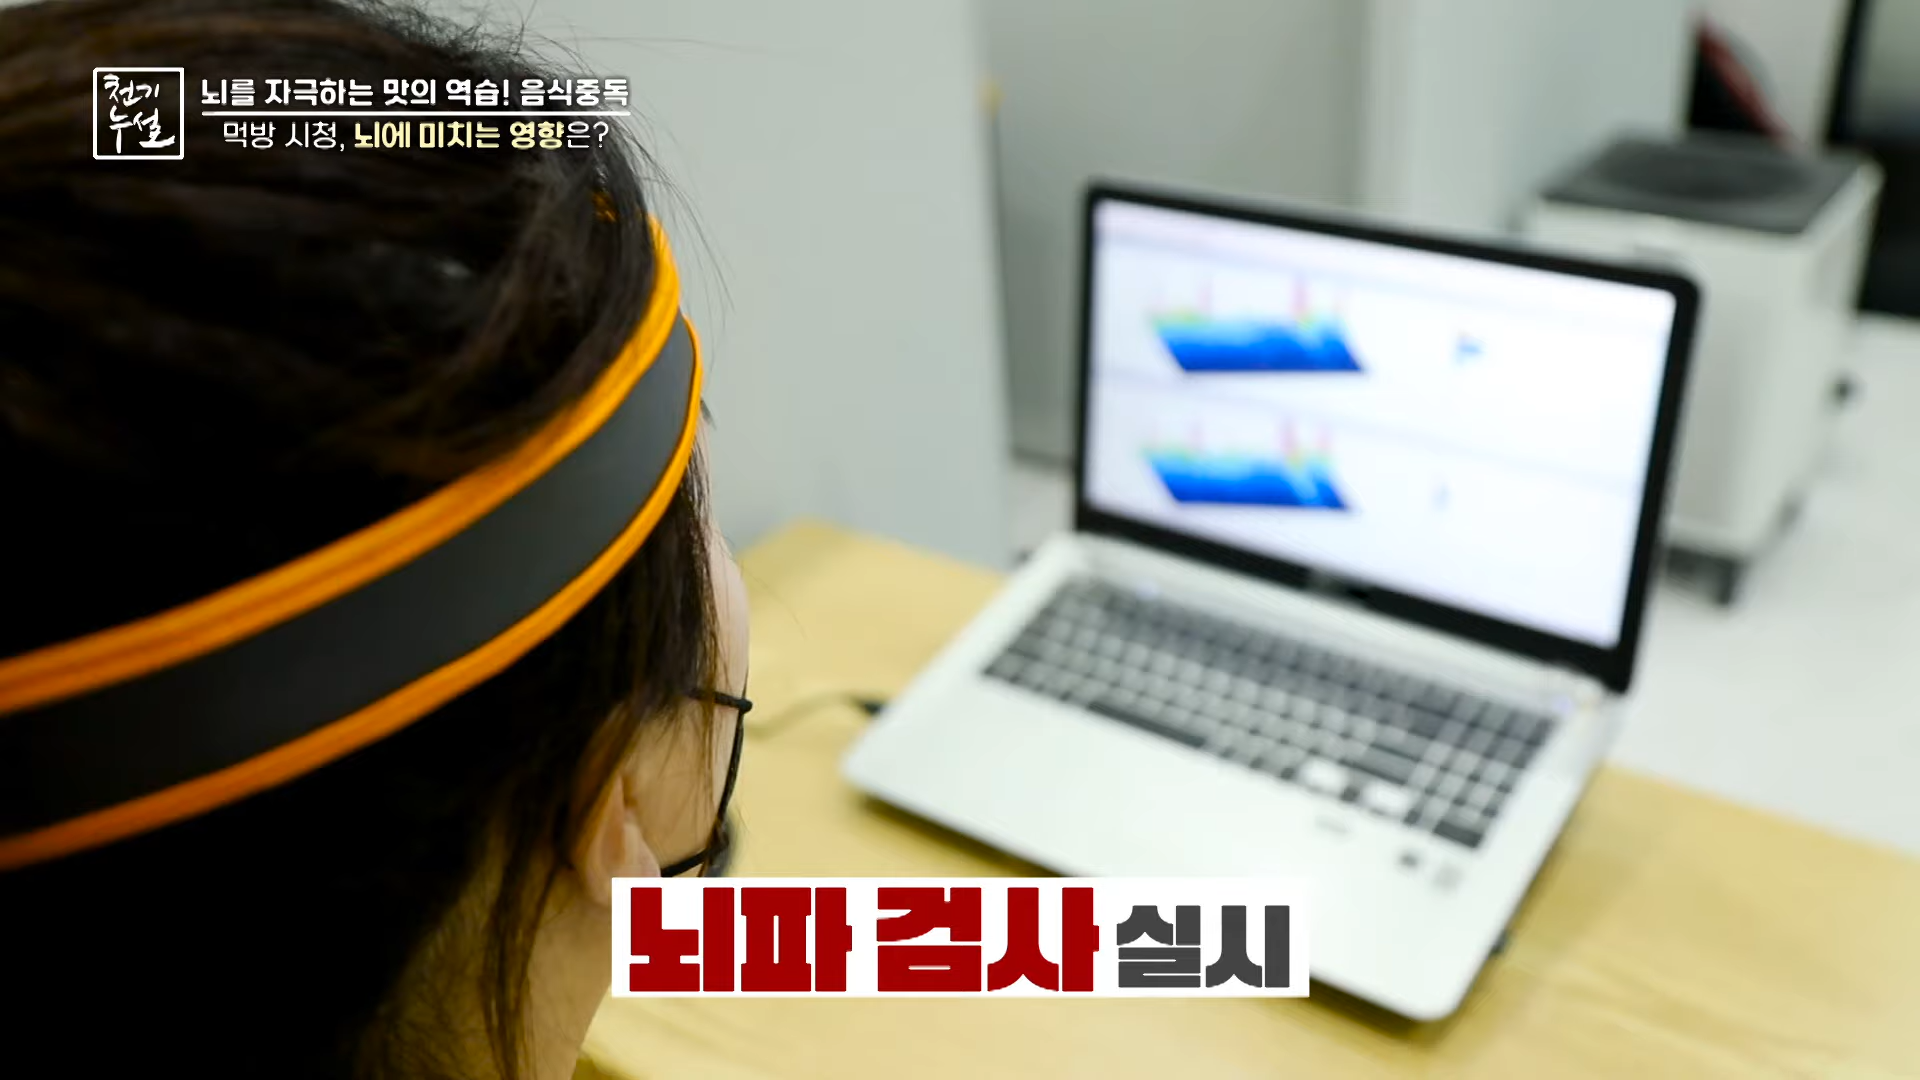 천기누설
뇌를 자극하는 맛의 역습! 음식중독
먹방 시청, 뇌에 미치는 영향은?
뇌파 검사 실시